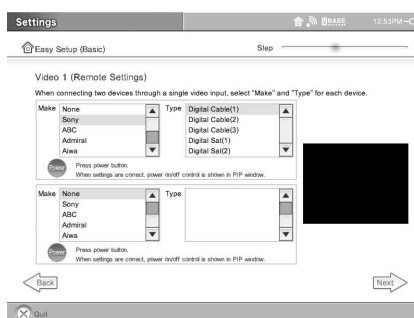 Settings
BASE
12:53PM
Easy Setup (Basic)
Step
Video 1 (Remote Settings)
When connecting two devices through a single video input, select "Make" and "Type" for each device.
Make
None
Sony
ABC
Admiral
Aiwa
Type
Digital Cable(1)
Digital Cable(2)
Digital Cable(3)
Digital Sat(1)
Digital Sat(2)
Power
Press power button.
When settings are correct, power on/off control is shown in PIP window.
Make
None
Sony
ABC
Admiral
Aiwa
Type
Power
Press power button.
When settings are correct, power on/off control is shown in PIP window.
Back
Next
Quit